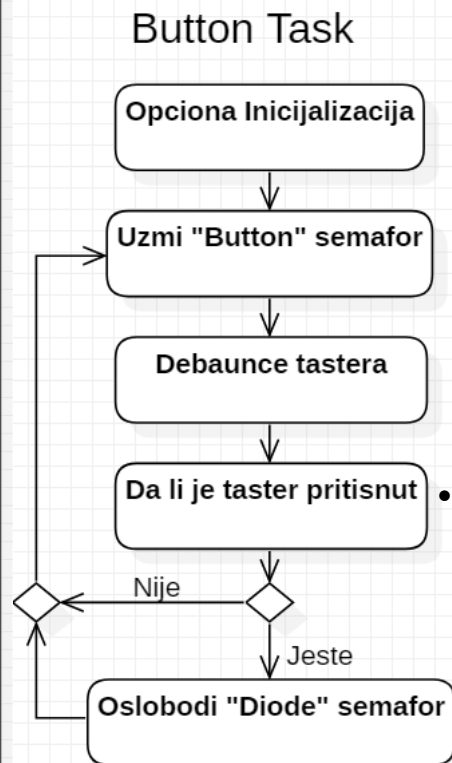 Button Task
Opciona Inicijalizacija
Uzmi "Button" semafor
Debaunce tastera
Da li je taster pritisnut
Nije
Jeste
Oslobodi "Diode" semafor